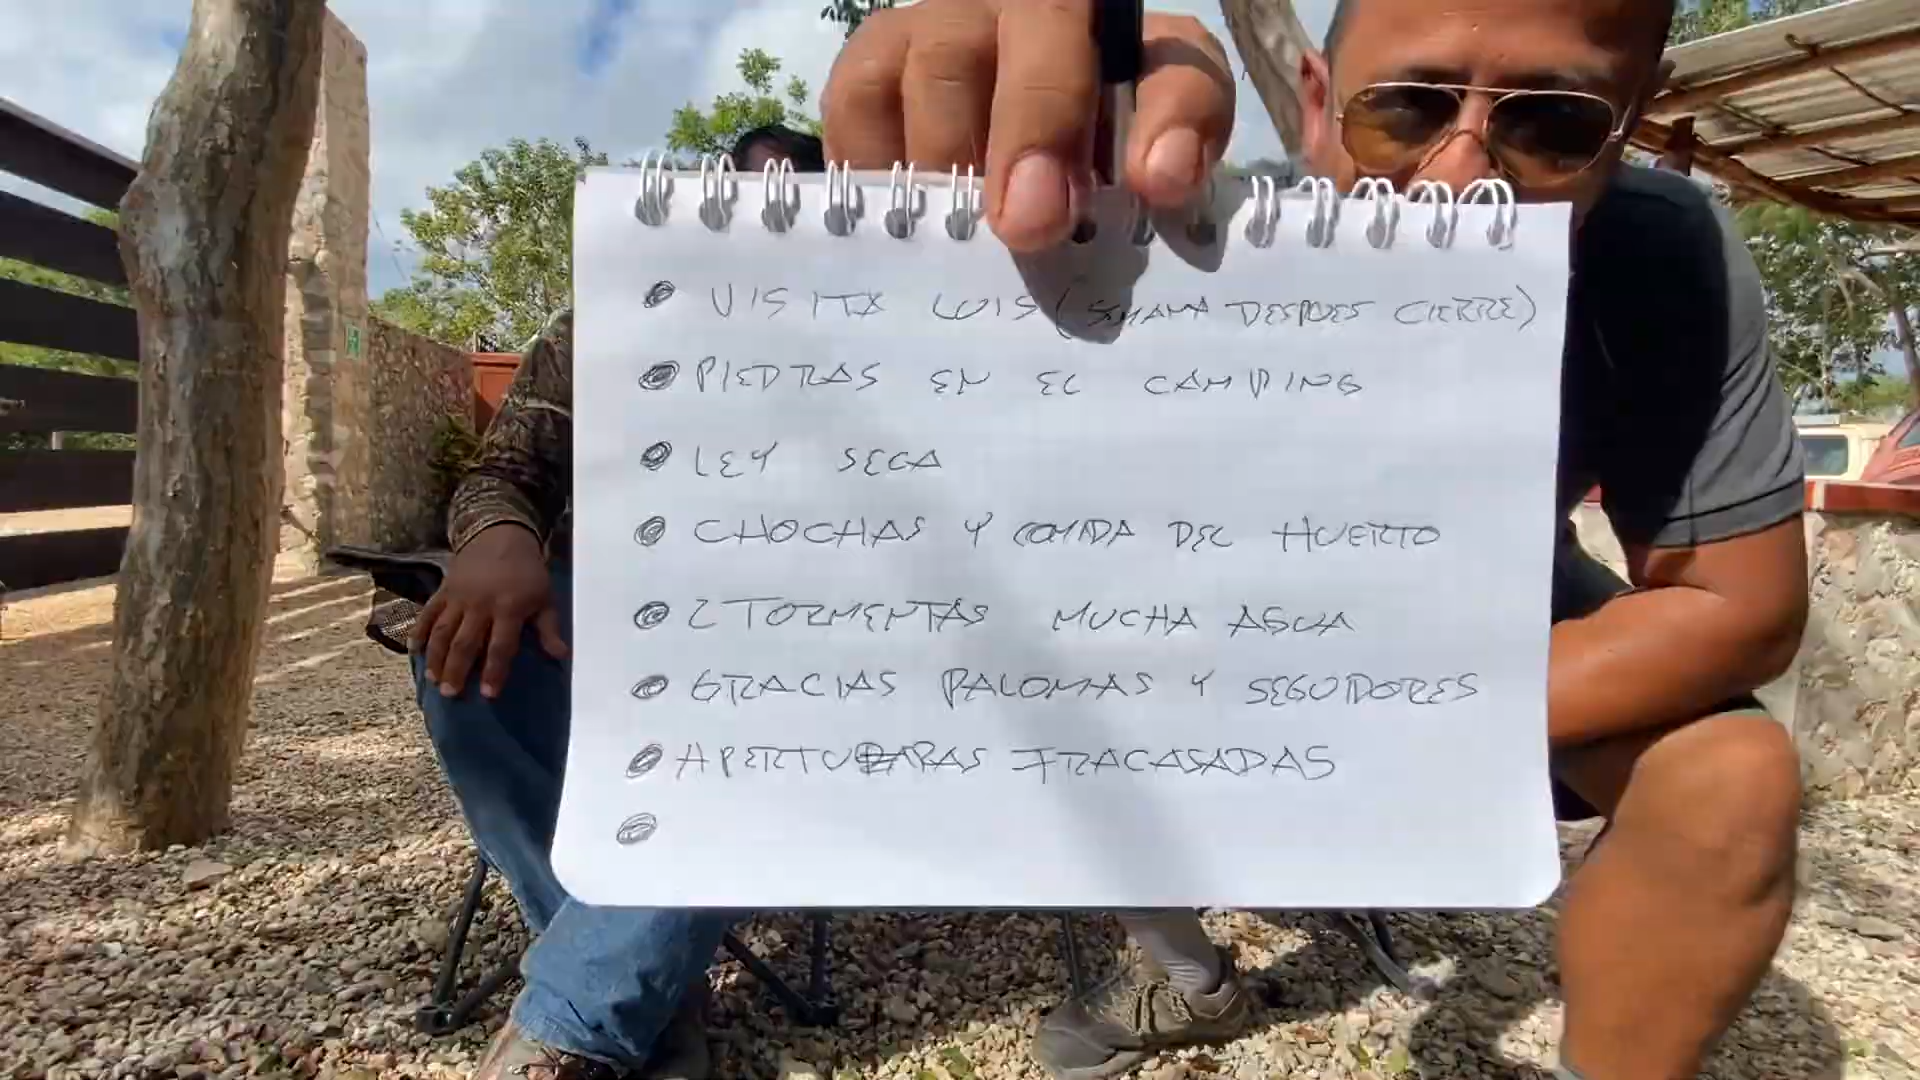 VISITA LUIS (SEMANA DESPUES CIERRE)
PIEDRAS EN EL CAMPING
LEY SECA
CHOCHAS Y COMIDA DEL HUERTO
2 TORMENTAS MUCHA AGUA
GRACIAS PALOMAS Y SEGUIDORES
APERTURAS FRACASADAS